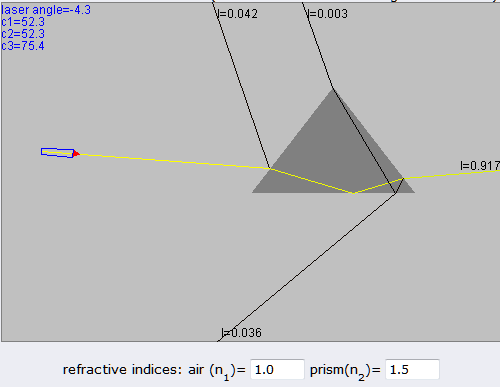 laser angle=-4.3
c1=52.3
c2=52.3
c3=75.4
I=0.042
I=0.003
I=0.917
I=0.036
refractive indices: air (n1)= 1.0 prism(n2)= 1.5